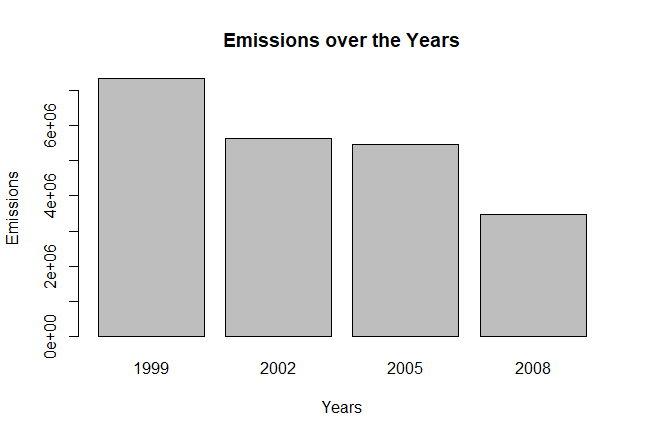 Emissions over the Years
Emissions
6e+06
4e+06
2e+06
0e+00
1999 2002 2005 2008
Years